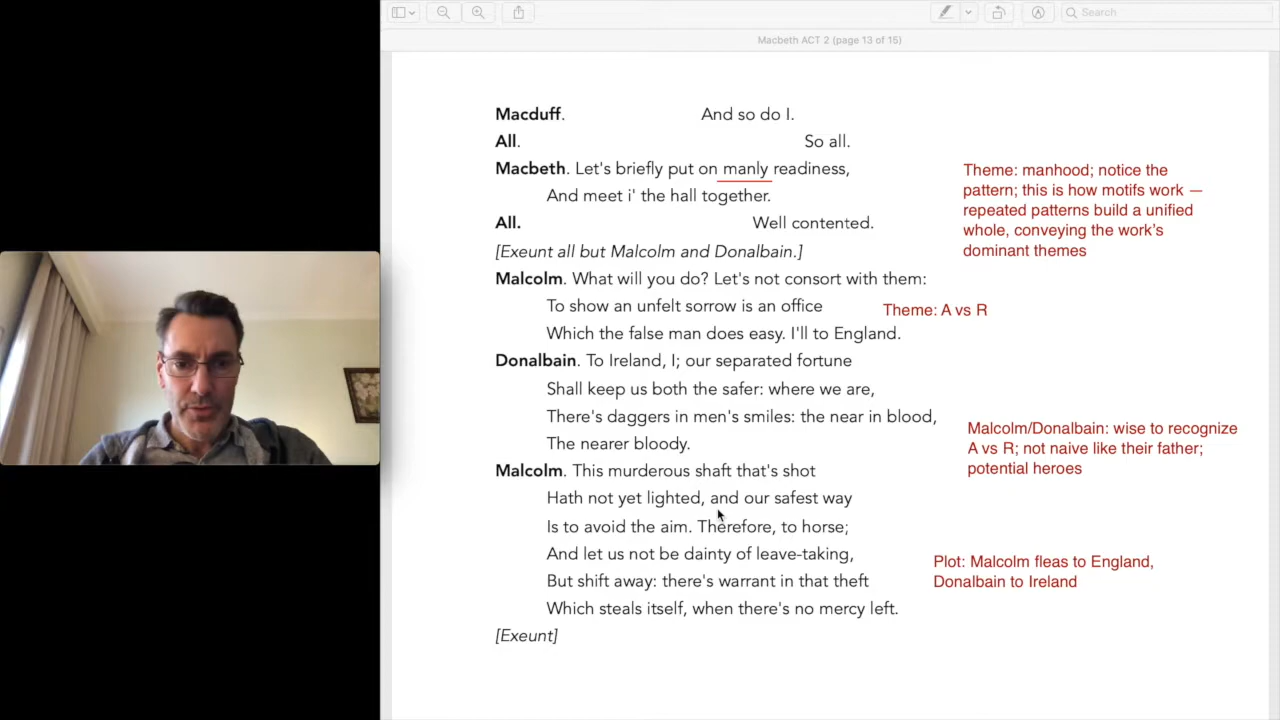 Search
Macbeth ACT 2 (page 13 of 15)
Macduff. And so do I.
All. So all.
Macbeth. Let's briefly put on manly readiness,
And meet i' the hall together.
All. Well contented.
[Exeunt all but Malcolm and Donalbain.]
Malcolm. What will you do? Let's not consort with them:
To show an unfelt sorrow is an office
Which the false man does easy. I'll to England.
Donalbain. To Ireland, I; our separated fortune
Shall keep us both the safer: where we are,
There's daggers in men's smiles: the near in blood,
The nearer bloody.
Malcolm. This murderous shaft that's shot
Hath not yet lighted, and our safest way
Is to avoid the aim. Therefore, to horse;
And let us not be dainty of leave-taking,
But shift away: there's warrant in that theft
Which steals itself, when there's no mercy left.
[Exeunt]
Theme: manhood; notice the
pattern; this is how motifs work —
repeated patterns build a unified
whole, conveying the work's
dominant themes
Theme: A vs R
Malcolm/Donalbain: wise to recognize
A vs R; not naive like their father;
potential heroes
Plot: Malcolm fleas to England,
Donalbain to Ireland